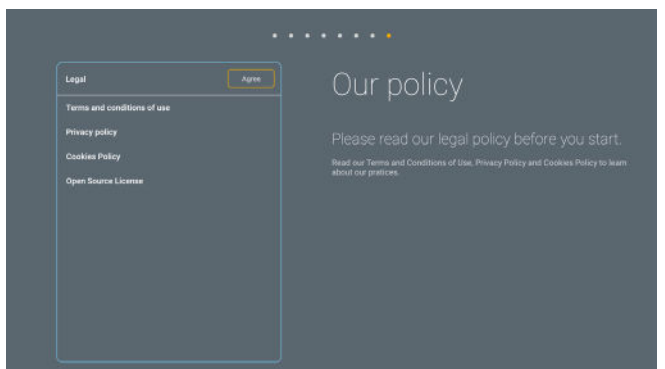 Legal
Agree
Terms and conditions of use
Privacy policy
Cookies Policy
Open Source License
Our policy
Please read our legal policy before you start.
Read our Terms and Conditions of Use, Privacy Policy and Cookies Policy to learn
about our pratices.